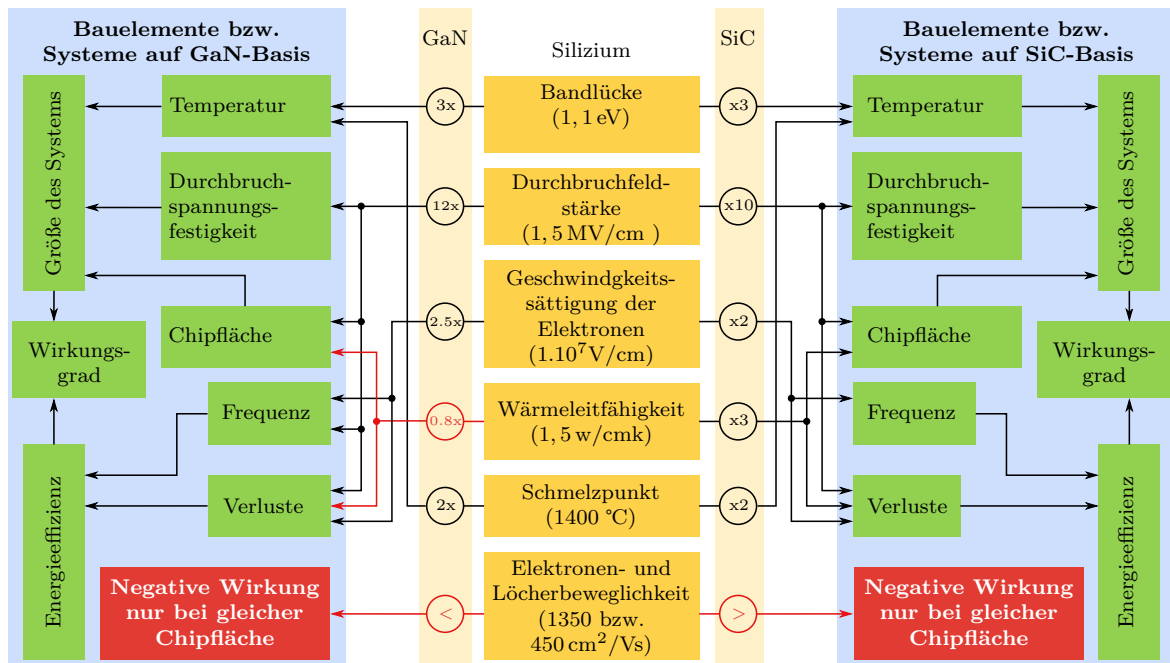 Bauelemente bzw.
Systeme auf GaN-Basis
GaN
Silizium
SiC
Bauelemente bzw.
Systeme auf SiC-Basis
Größe des Systems
Temperatur
3x
Bandlücke
(1, 1 eV)
x3
Temperatur
Größe des Systems
Durchbruch-
spannungs-
festigkeit
12x
Durchbruchfeld-
stärke
(1, 5 MV/cm )
x10
Durchbruch-
spannungs-
festigkeit
Chipfläche
2.5x
Geschwindgkeits-
sättigung der
Elektronen
(1.10⁷V/cm)
x2
Chipfläche
Wirkungs-
grad
Wirkungs-
grad
Frequenz
0.8x
Wärmeleitfähigkeit
(1, 5 w/cmk)
x3
Frequenz
Energieeffizienz
Verluste
2x
Schmelzpunkt
(1400 ℃)
x2
Verluste
Energieeffizienz
Negative Wirkung
nur bei gleicher
Chipfläche
<
Elektronen- und
Löcherbeweglichkeit
(1350 bzw.
450 cm²/Vs)
>
Negative Wirkung
nur bei gleicher
Chipfläche